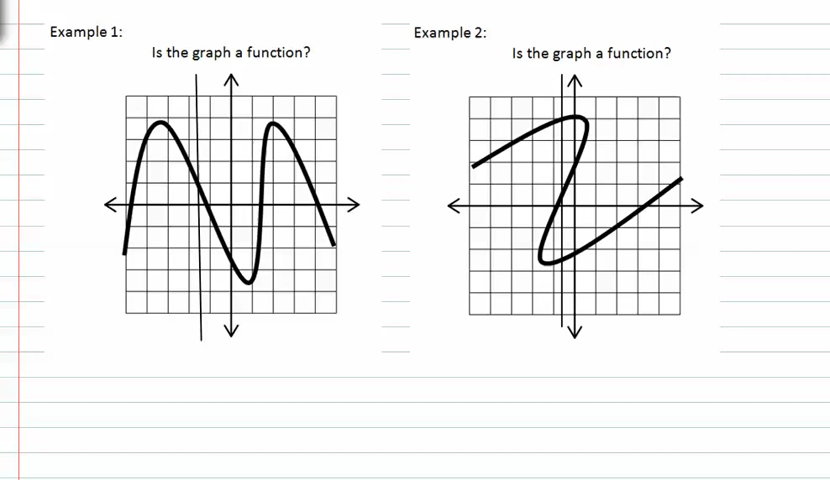 Example 1:
Is the graph a function?
Example 2:
Is the graph a function?